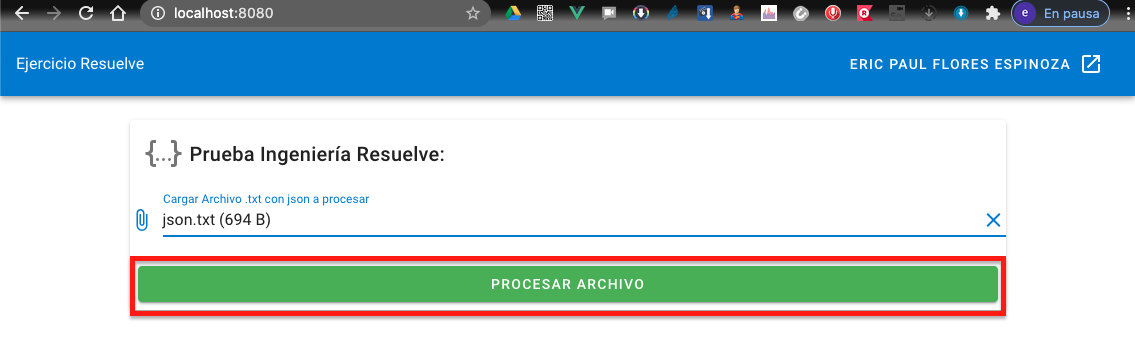 localhost:8080
e En pausa
Ejercicio Resuelve
ERIC PAUL FLORES ESPINOZA
{...} Prueba Ingeniería Resuelve:
Cargar Archivo .txt con json a procesar
json.txt (694 B)
PROCESAR ARCHIVO